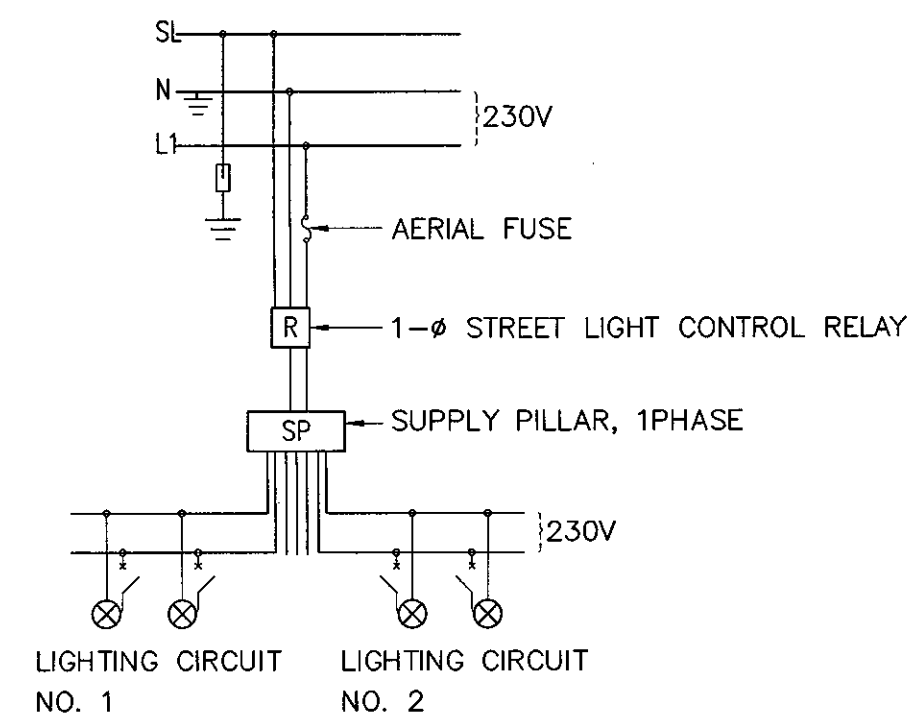 SL
N
230V
L1
AERIAL FUSE
R
1-ø STREET LIGHT CONTROL RELAY
SP
SUPPLY PILLAR, 1PHASE
230V
LIGHTING CIRCUIT
NO. 1
LIGHTING CIRCUIT
NO. 2